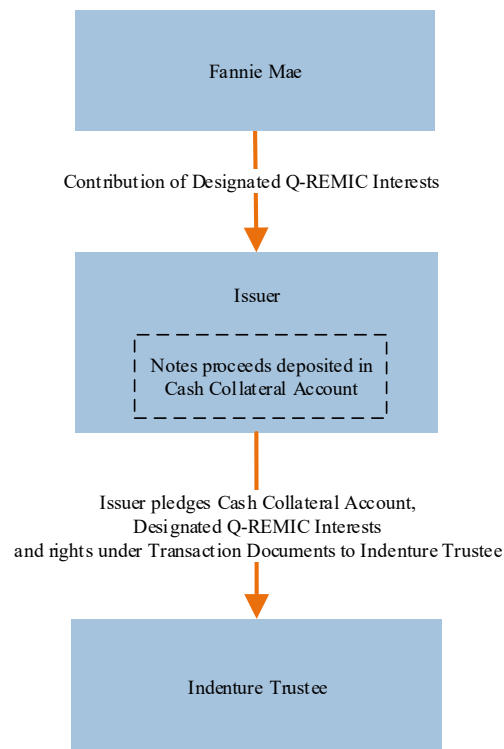 Fannie Mae
Contribution of Designated Q-REMIC Interests
Issuer
Notes proceeds deposited in
Cash Collateral Account
Issuer pledges Cash Collateral Account,
Designated Q-REMIC Interests
and rights under Transaction Documents to Indenture Trustee
Indenture Trustee